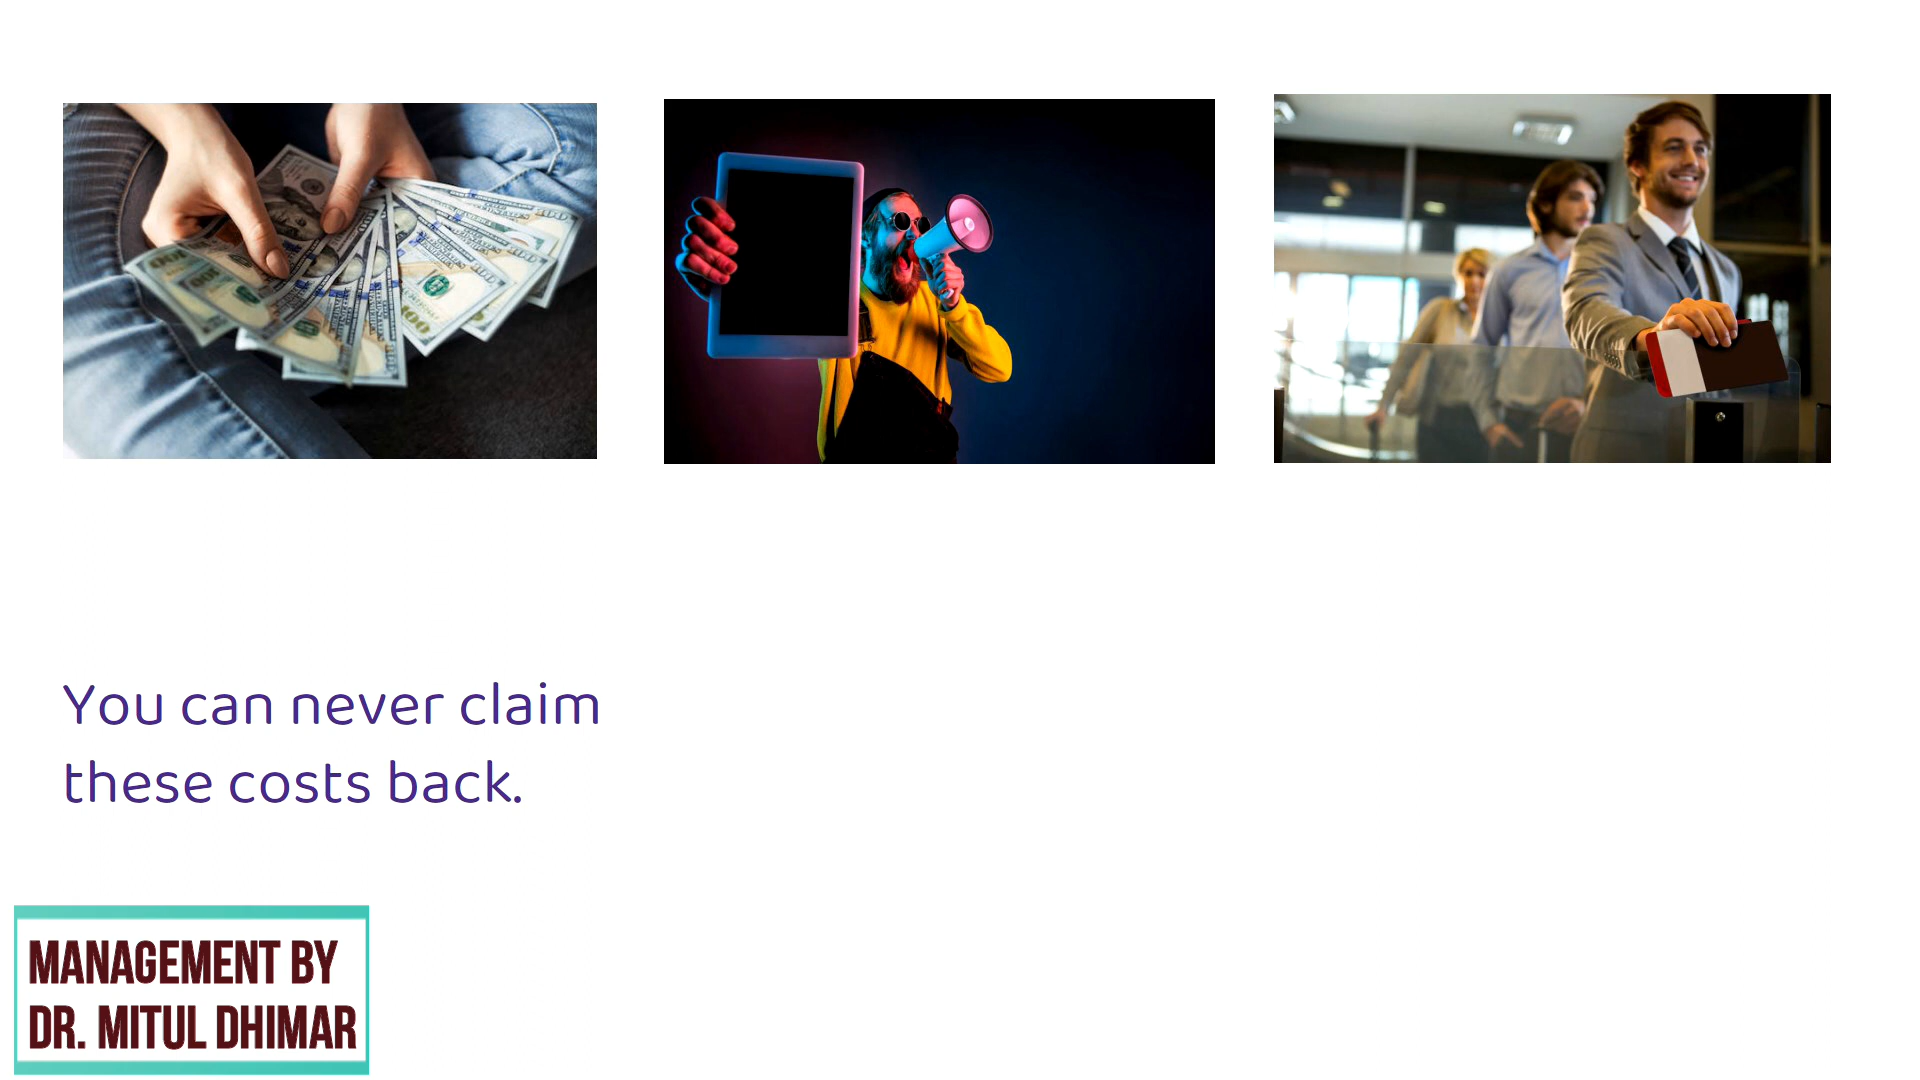 You can never claim
these costs back.
MANAGEMENT BY
DR. MITUL DHIMAR